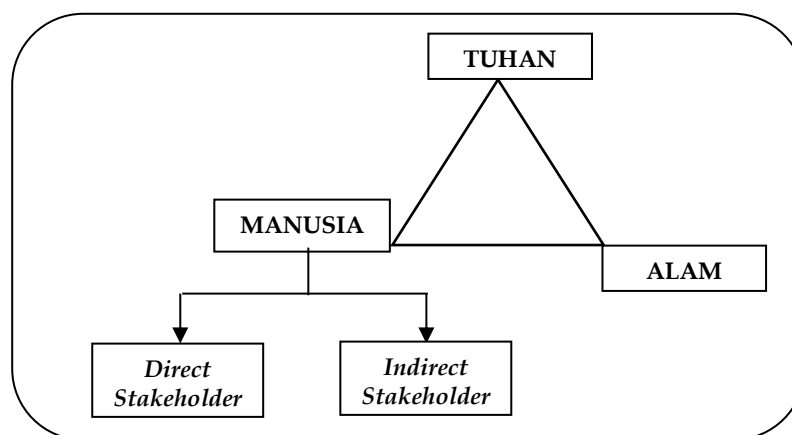 TUHAN
MANUSIA
ALAM
Direct
Stakeholder
Indirect
Stakeholder